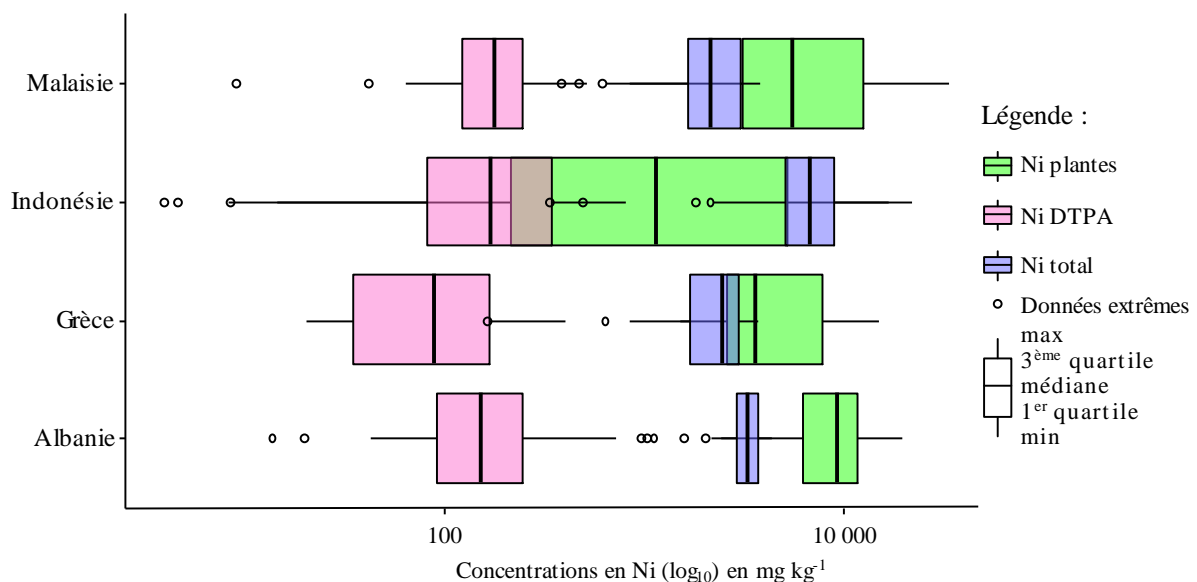 Malaisie
Indonésie
Grèce
Albanie
100
10 000
Concentrations en Ni (log₁₀) en mg kg⁻¹
Légende :
Ni plantes
Ni DTPA
Ni total
Données extrêmes
max
3ème quartile
médiane
1er quartile
min